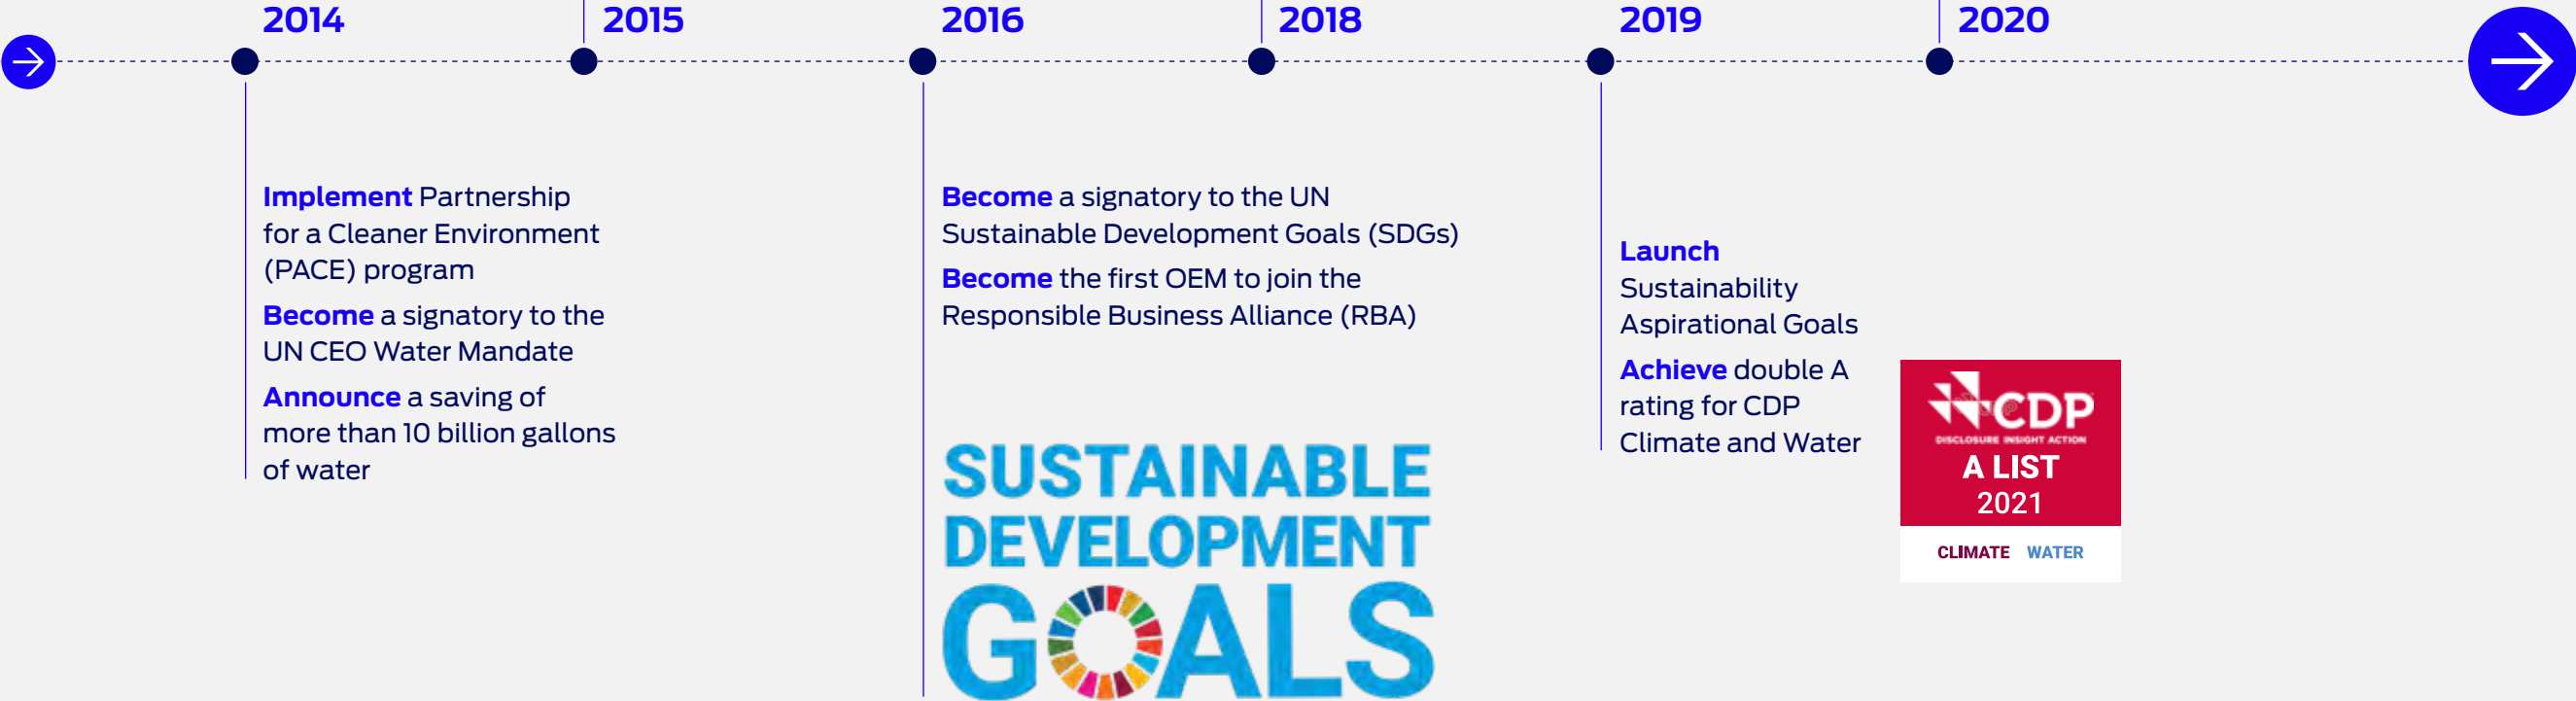 2014
2015
2016
2018
2019
2020
Implement Partnership
for a Cleaner Environment
(PACE) program
Become a signatory to the
UN CEO Water Mandate
Announce a saving of
more than 10 billion gallons
of water
Become a signatory to the UN
Sustainable Development Goals (SDGs)
Become the first OEM to join the
Responsible Business Alliance (RBA)
SUSTAINABLE
DEVELOPMENT
GOALS
Launch
Sustainability
Aspirational Goals
Achieve double A
rating for CDP
Climate and Water
CDP
DISCLOSURE INSIGHT ACTION
A LIST
2021
CLIMATE WATER